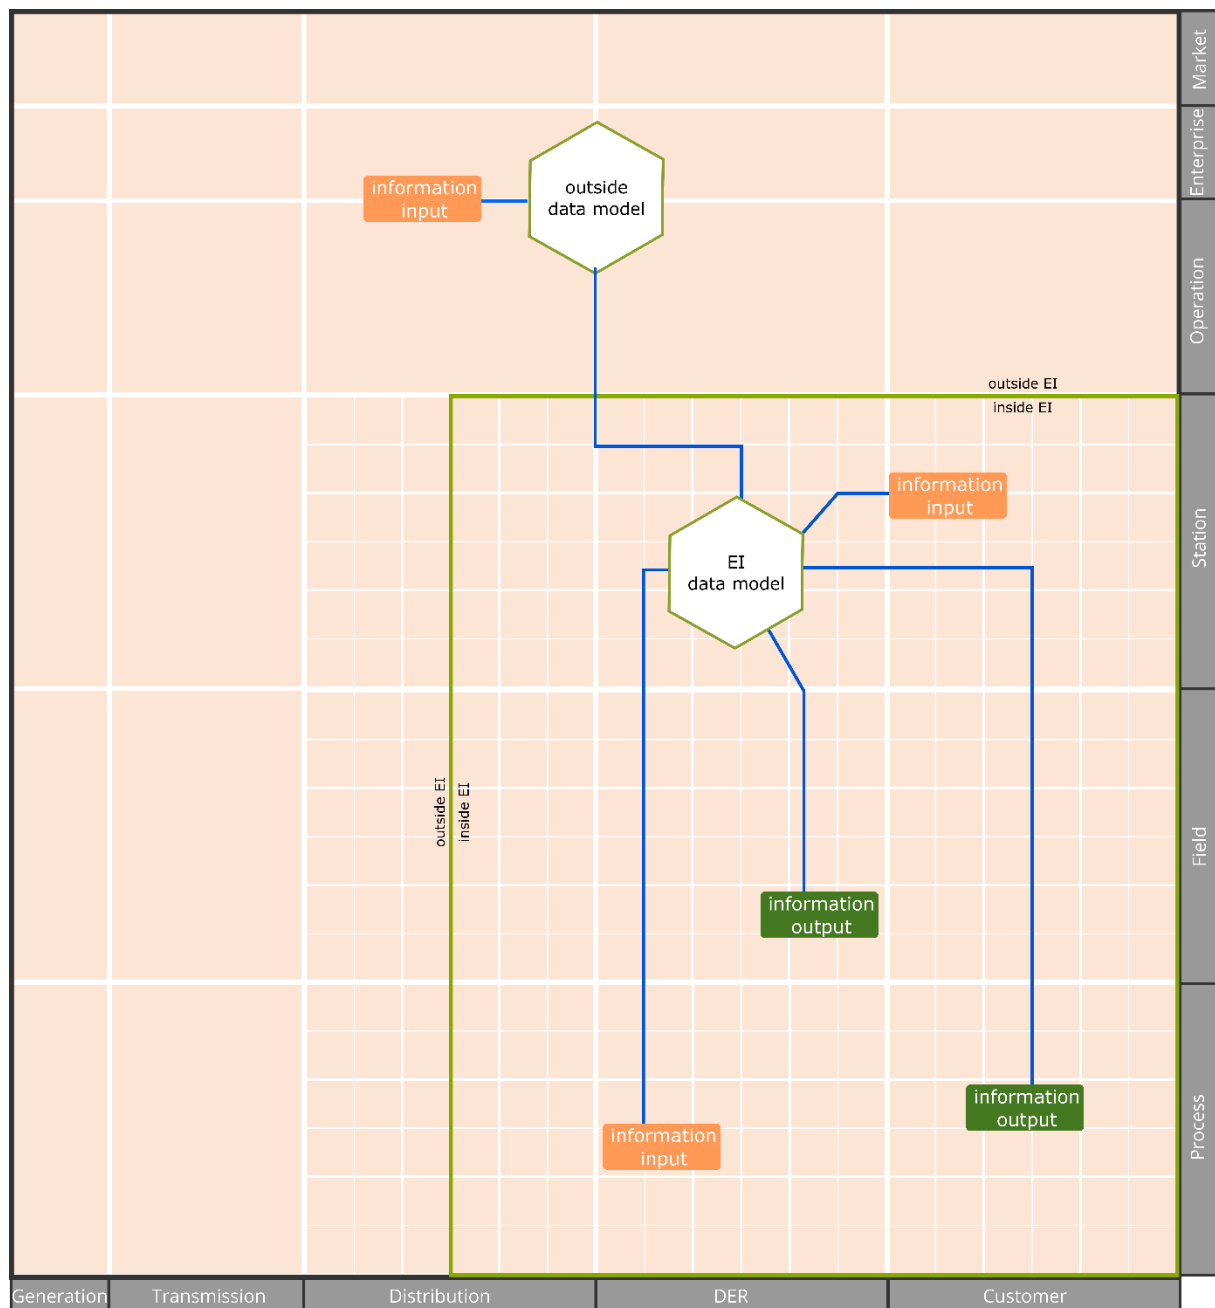 Market
Enterprise
outside
data model
information
input
Operation
outside EI
inside EI
information
input
Station
EI
data model
outside EI
inside EI
Field
information
output
information
output
Process
information
input
Generation
Transmission
Distribution
DER
Customer